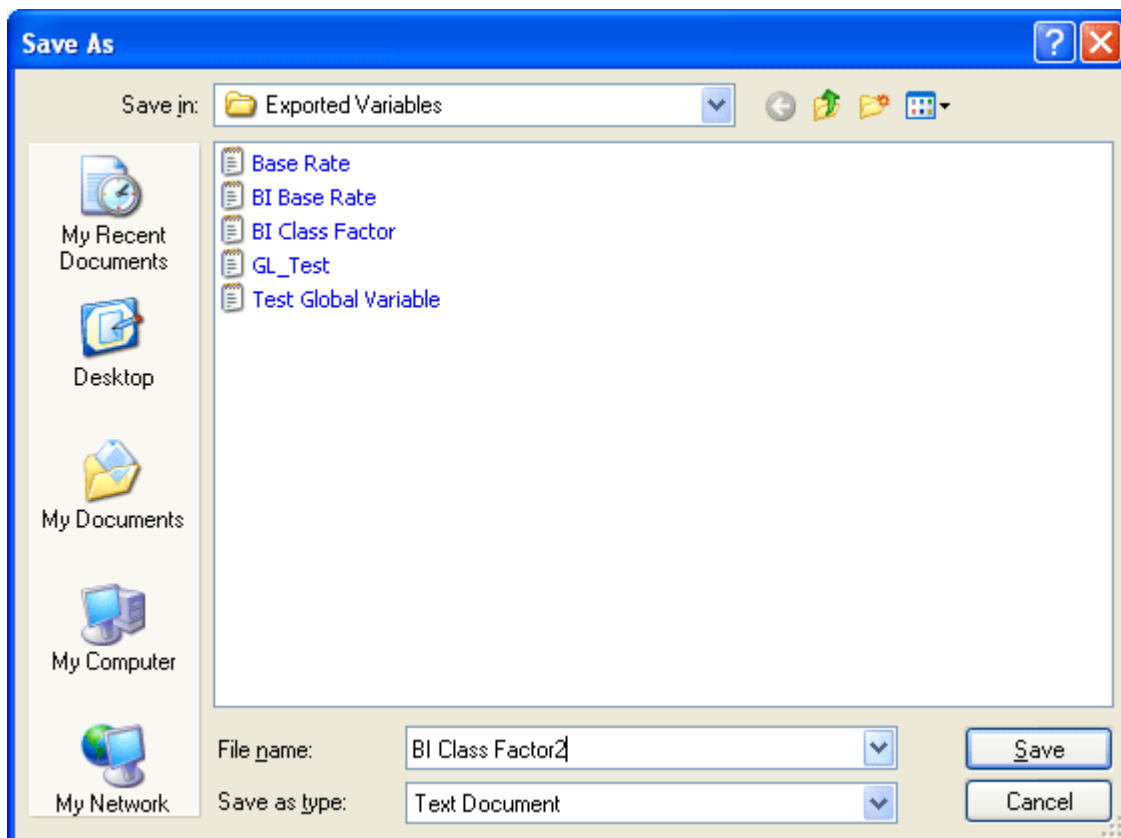 Save As
Save in: Exported Variables
My Recent
Documents
Desktop
My Documents
My Computer
My Network
Base Rate
BI Base Rate
BI Class Factor
GL_Test
Test Global Variable
File name: BI Class Factor2 Save
Save as type: Text Document Cancel